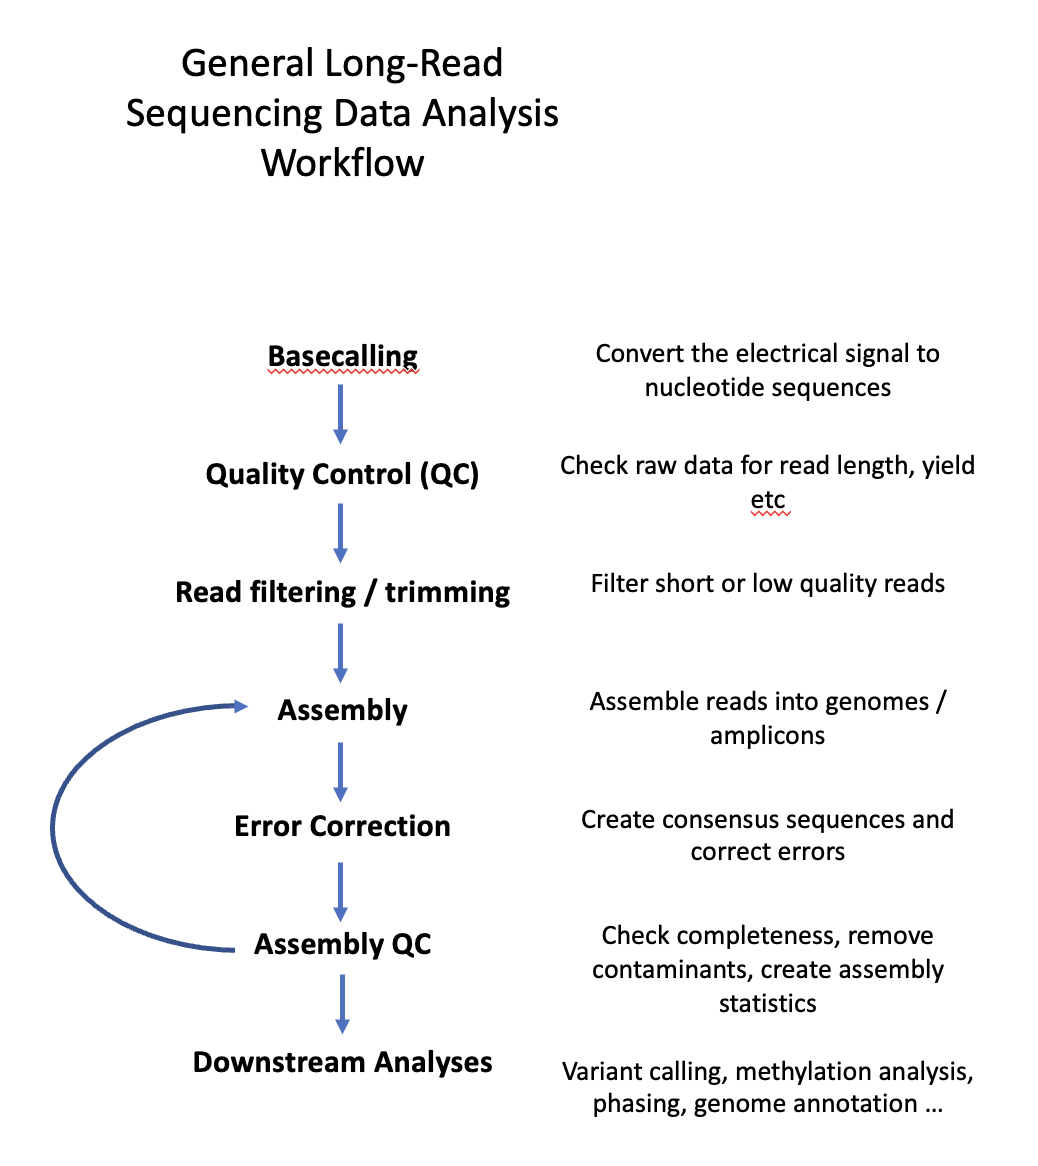 General Long-Read
Sequencing Data Analysis
Workflow
Basecalling
Convert the electrical signal to
nucleotide sequences
Quality Control (QC)
Check raw data for read length, yield
etc
Read filtering / trimming
Filter short or low quality reads
Assembly
Assemble reads into genomes /
amplicons
Error Correction
Create consensus sequences and
correct errors
Assembly QC
Check completeness, remove
contaminants, create assembly
statistics
Downstream Analyses
Variant calling, methylation analysis,
phasing, genome annotation ...